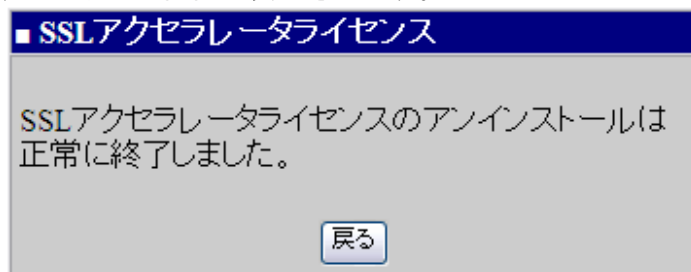 ■ SSLアクセラレータライセンス
SSLアクセラレータライセンスのアンインストールは
正常に終了しました。
戻る